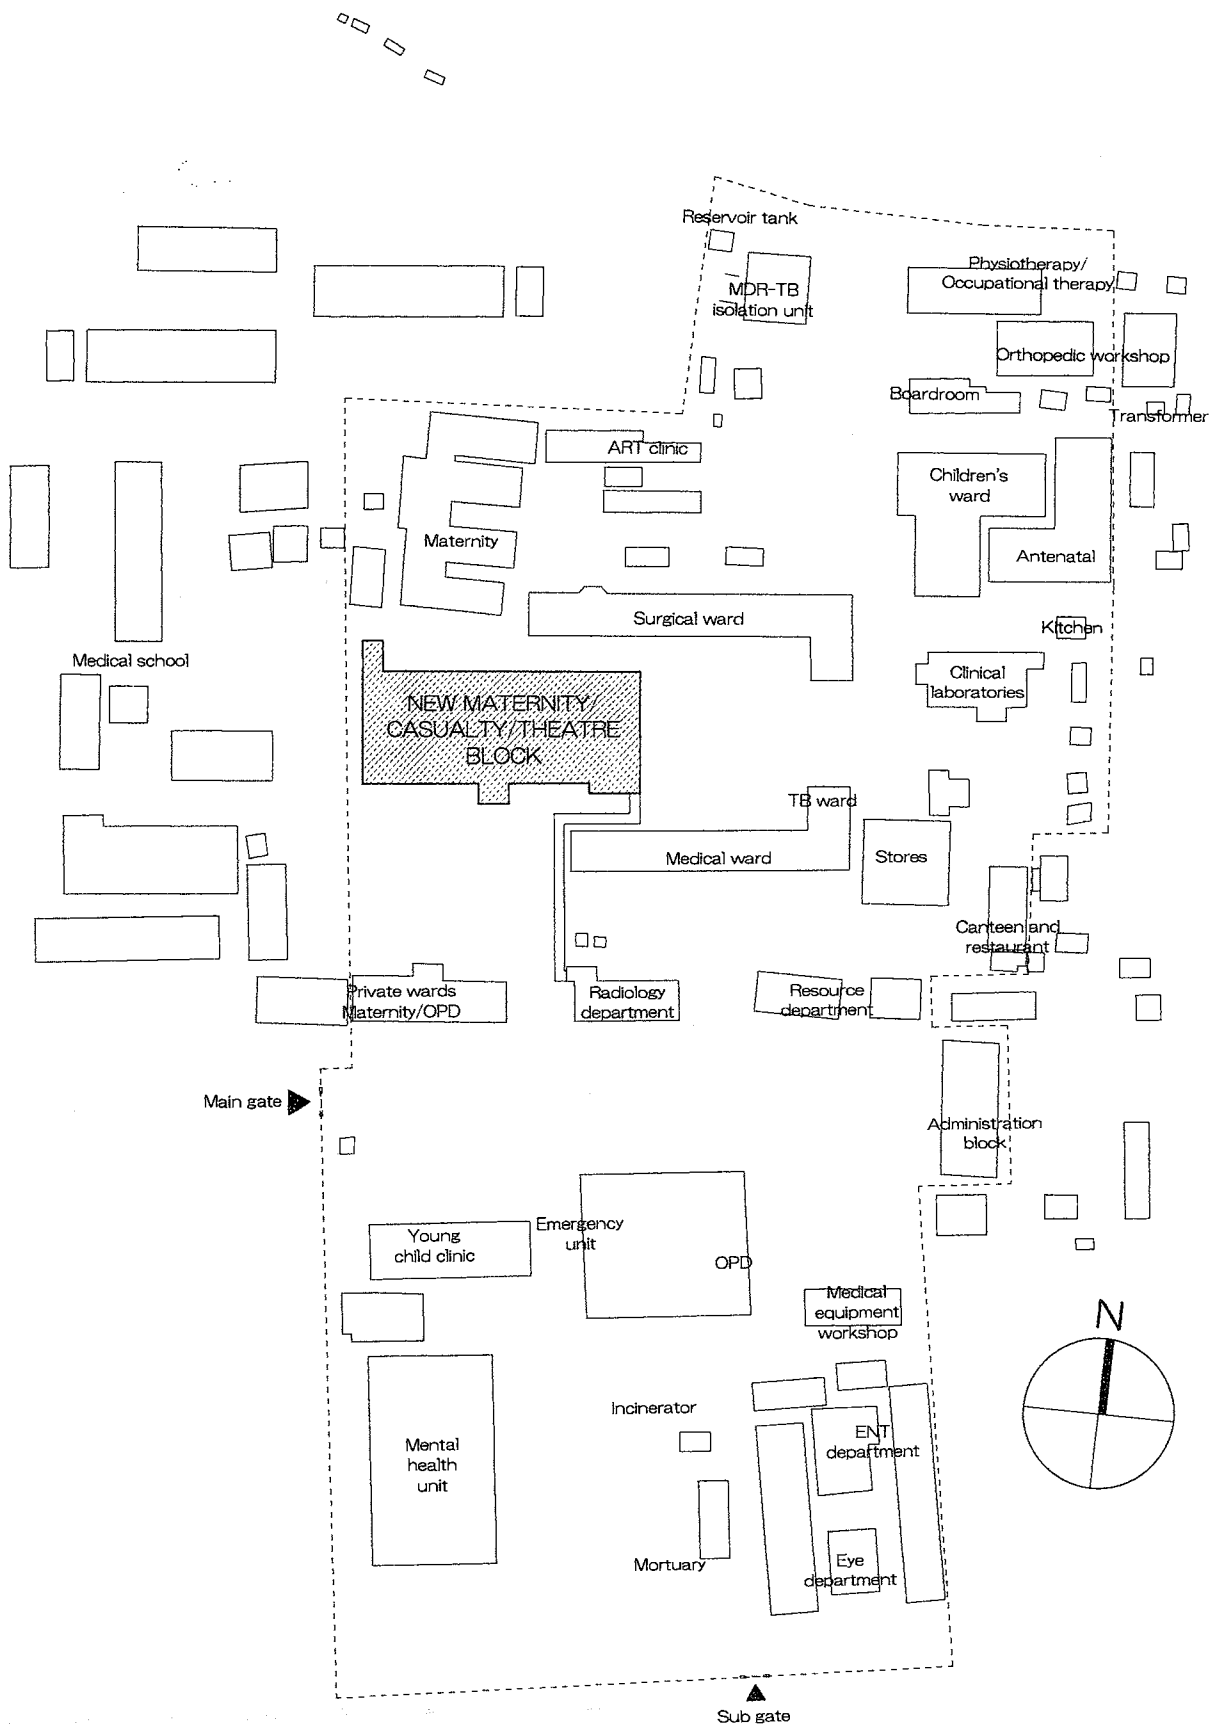 Reservoir tank
Physiotherapy/
Occupational therapy
MDR-TB
isolation unit
Orthopedic workshop
Boardroom
Transformer
ART clinic
Children's
ward
Maternity
Antenatal
Surgical ward
Kitchen
Medical school
Clinical
laboratories
NEW MATERNITY/
CASUALTY/THEATRE
BLOCK
TB ward
Medical ward
Stores
Canteen and
restaurant
Private wards
Maternity/OPD
Radiology
department
Resource
department
Main gate
Administration
block
Young
child clinic
Emergency
unit
OPD
Medical
equipment
workshop
N
Incinerator
ENT
department
Mental
health
unit
Mortuary
Eye
department
Sub gate